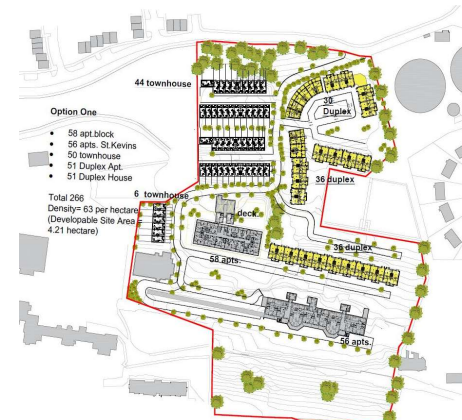 44 townhouse
30
Duplex
Option One
• 58 apt.block
• 56 apts. St.Kevins
• 50 townhouse
• 51 Duplex Apt.
• 51 Duplex House
Total 266
Density= 63 per hectare
(Developable Site Area
4.21 hectare)
36 duplex
6 townhouse
deck
36 duplex
58 apts.
56 apts.